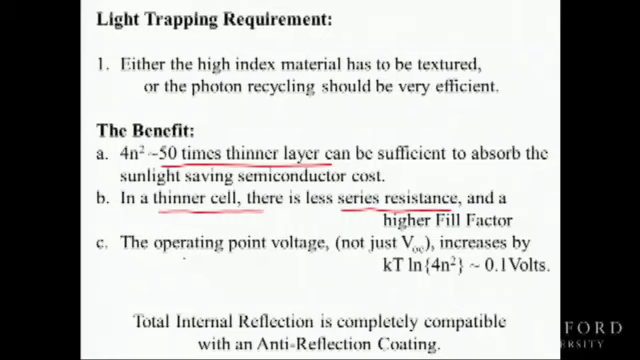 Light Trapping Requirement:
1. Either the high index material has to be textured,
or the photon recycling should be very efficient.
The Benefit:
a. 4n² ~50 times thinner layer can be sufficient to absorb the
sunlight saving semiconductor cost.
b. In a thinner cell, there is less series resistance, and a
higher Fill Factor
c. The operating point voltage, (not just Voc), increases by
kT ln{4n²} ~ 0.1Volts.
Total Internal Reflection is completely compatible
with an Anti-Reflection Coating.
FORD
ERSITY